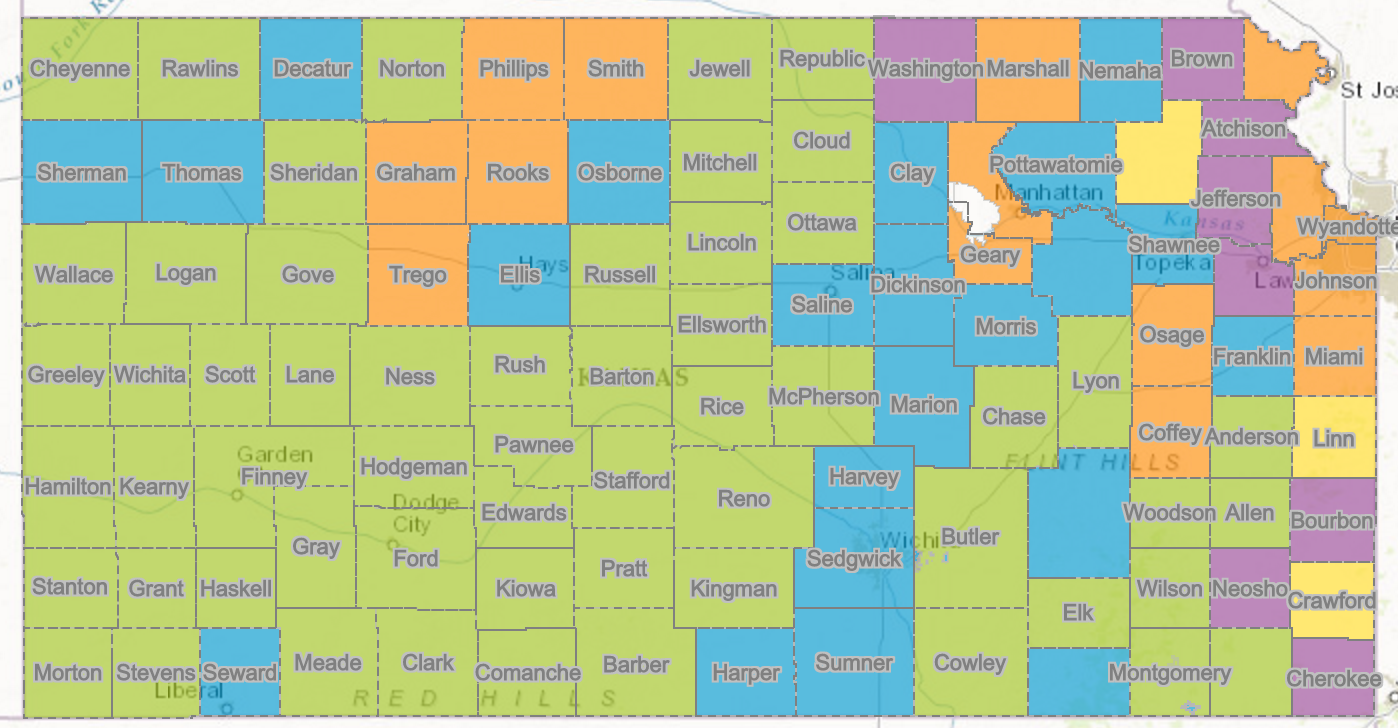 Fork
Cheyenne
Rawlins
Decatur
Norton
Phillips
Smith
Jewell
Republic
Washington
Marshall
Nemaha
Brown
St Jos
Sherman
Thomas
Sheridan
Graham
Rooks
Osborne
Mitchell
Cloud
Clay
Pottawatomie
Manhattan
Atchison
Jefferson
Kansas
Wyandotte
Wallace
Logan
Gove
Trego
Ellis
Hays
Russell
Lincoln
Ottawa
Salina
Saline
Dickinson
Geary
Shawnee
Topeka
Law
Johnson
Greeley
Wichita
Scott
Lane
Ness
Rush
KANSAS
Barton
Ellsworth
Rice
McPherson
Marion
Morris
Chase
Lyon
Osage
Franklin
Miami
Coffey
Anderson
Linn
FLINT HILLS
Hamilton
Kearny
Garden
Finney
Hodgeman
Pawnee
Stafford
Reno
Harvey
Dodge
City
Edwards
Gray
Ford
Wichi
Sedgwick
Butler
Woodson
Allen
Bourbon
Stanton
Grant
Haskell
Kiowa
Pratt
Kingman
Elk
Wilson
Neosho
Crawford
Morton
Stevens
Seward
Liberal
Meade
Clark
Comanche
Barber
RED HILLS
Harper
Sumner
Cowley
Montgomery
Cherokee